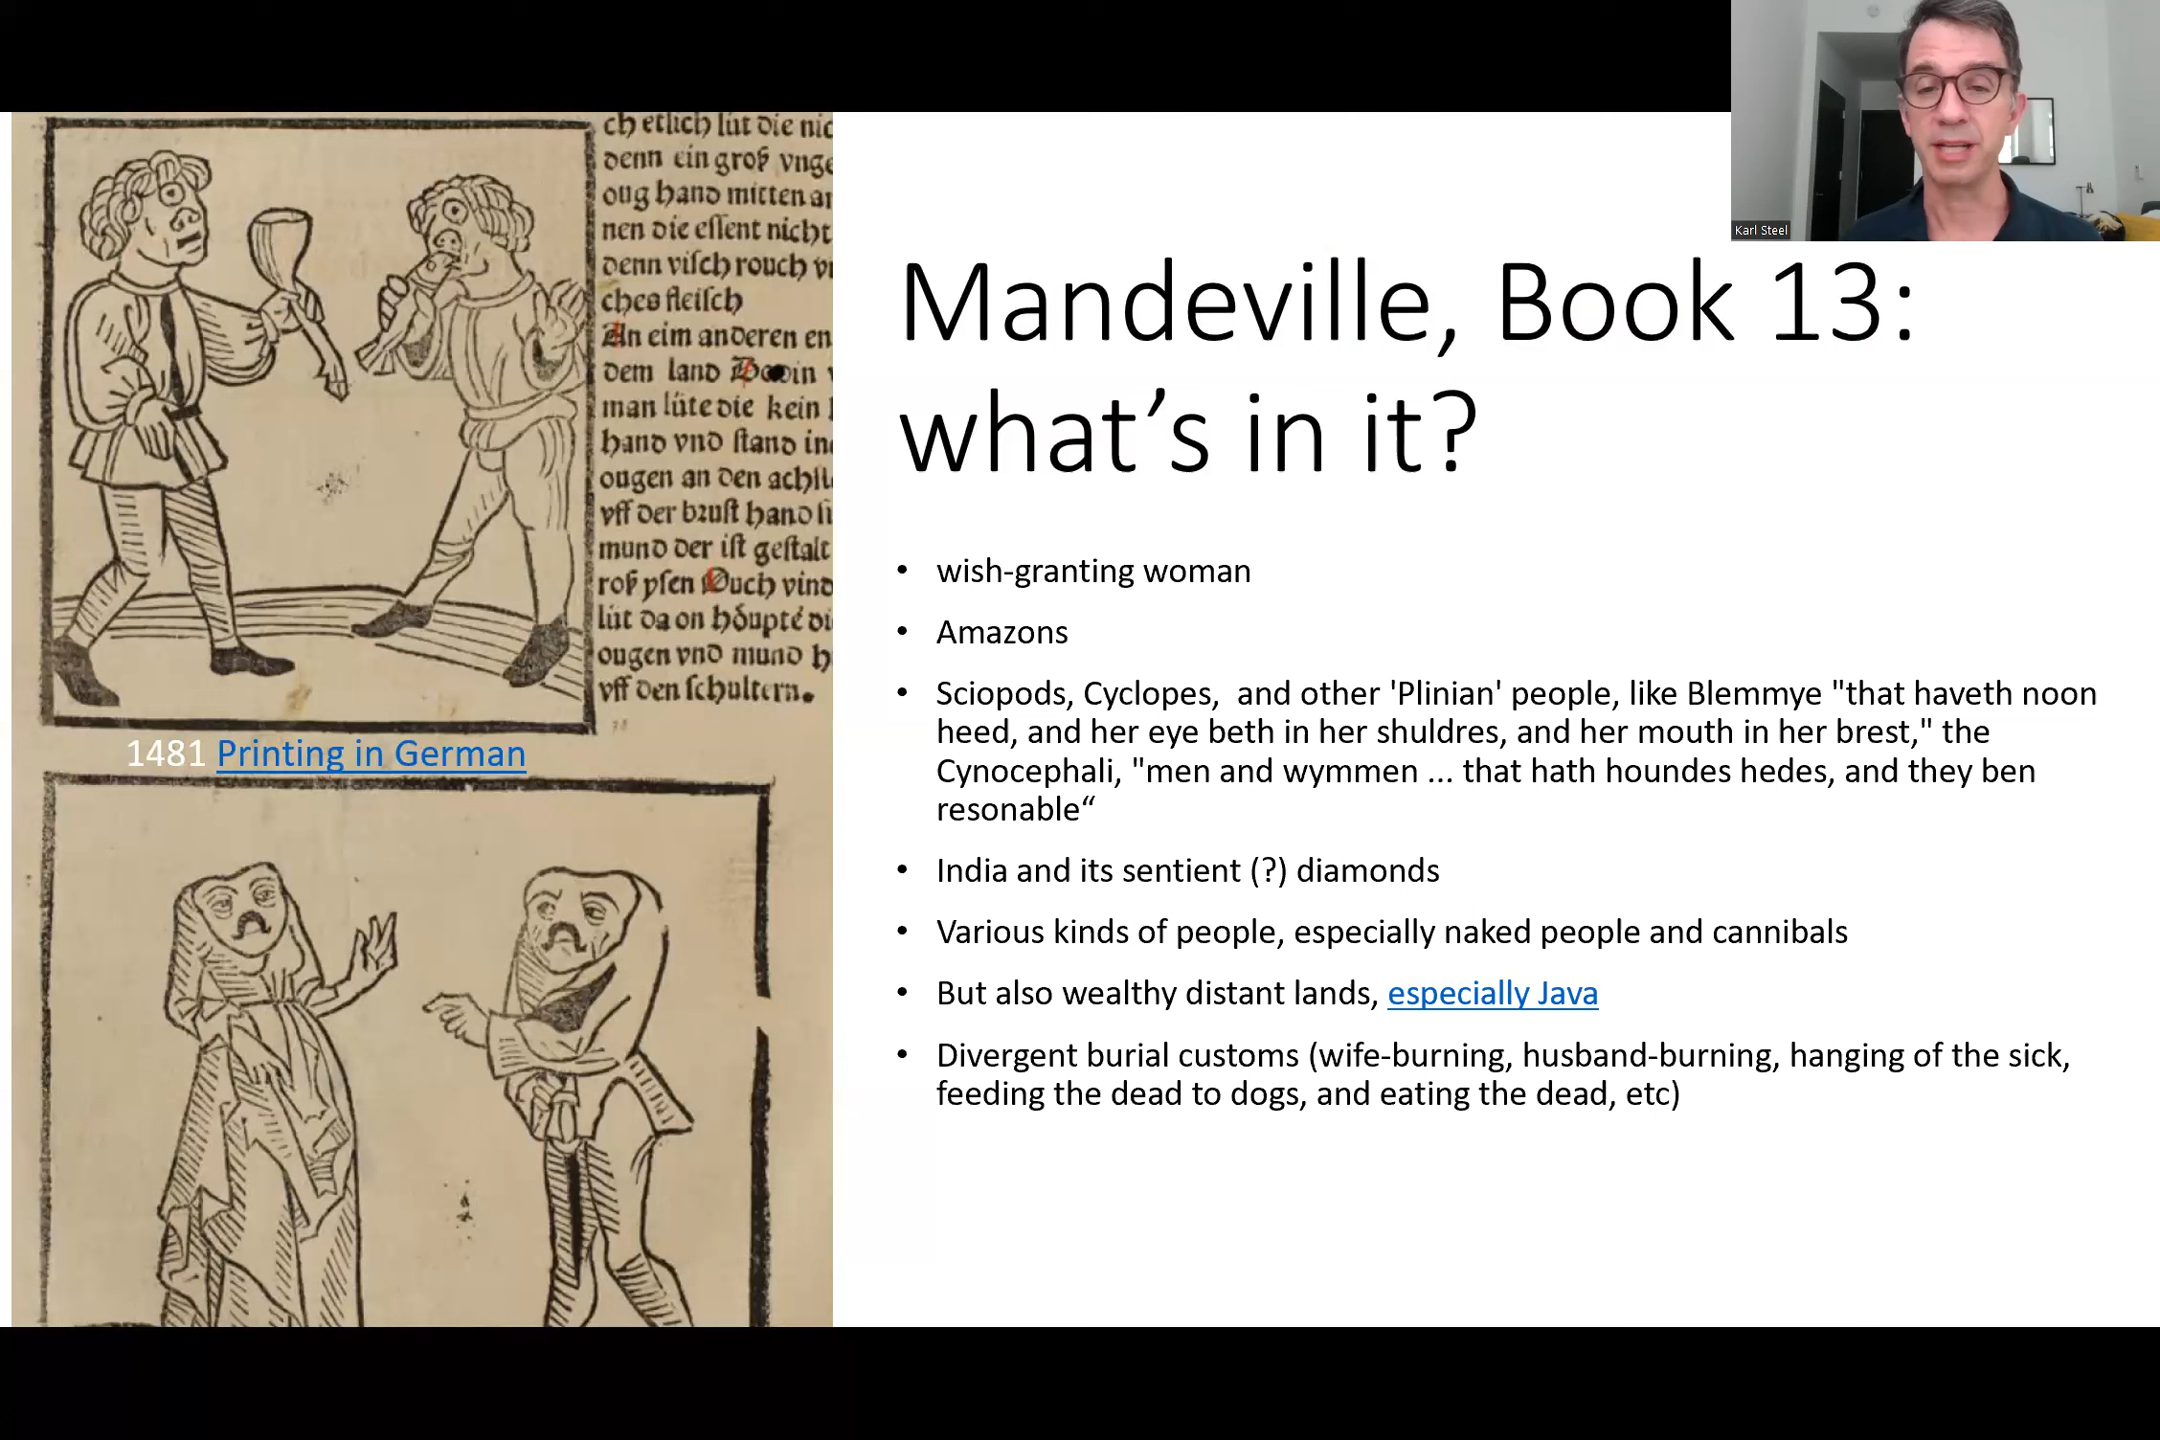 Karl Steel
ch etlich lut die nic
denn ein groß vnge
oug hand mitten an
nen die essent nicht
denn visch rouch v
ches fleisch
An eim anderen en
dem land
man lüte die kein
hand vnd stand in
ougen an den achsl
vff der brust hand
mund der ist gestalt
roß ysen Ouch vind
lüt da on
ougen vnd mund h
vff den schultern.
1481 Printing in German
Mandeville, Book 13:
what’s in it?
• wish-granting woman
• Amazons
• Sciopods, Cyclopes,  and other 'Plinian' people, like Blemmye "that haveth noon
heed, and her eye beth in her shuldres, and her mouth in her brest," the
Cynocephali, "men and wymmen ... that hath houndes hedes, and they ben
resonable“
• India and its sentient (?) diamonds
• Various kinds of people, especially naked people and cannibals
• But also wealthy distant lands, especially Java
• Divergent burial customs (wife-burning, husband-burning, hanging of the sick,
feeding the dead to dogs, and eating the dead, etc)